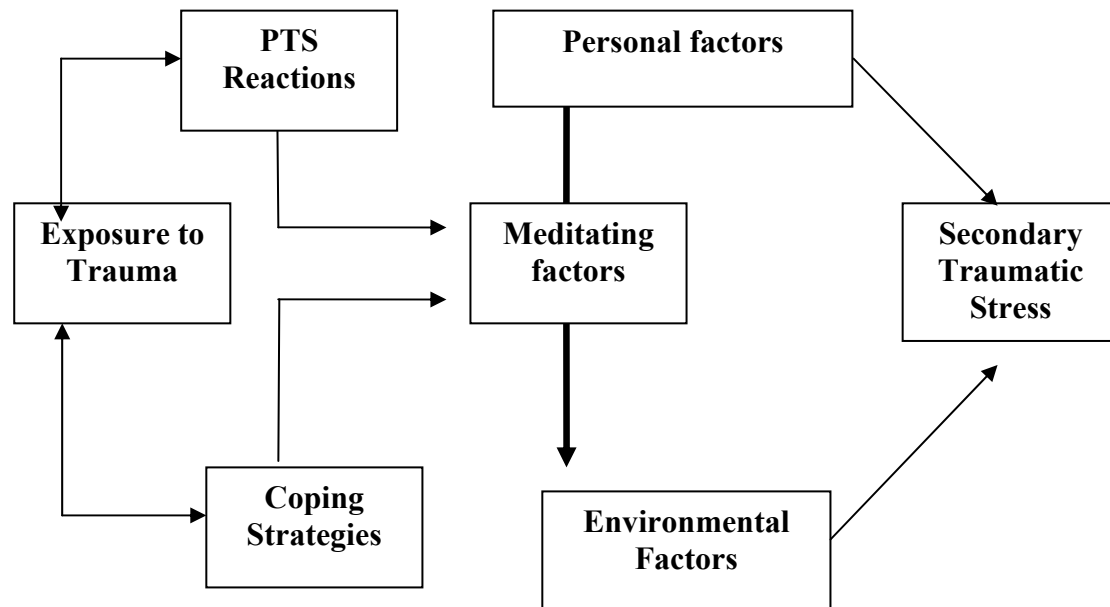 PTS
Reactions
Personal factors
Exposure to
Trauma
Meditating
factors
Secondary
Traumatic
Stress
Coping
Strategies
Environmental
Factors